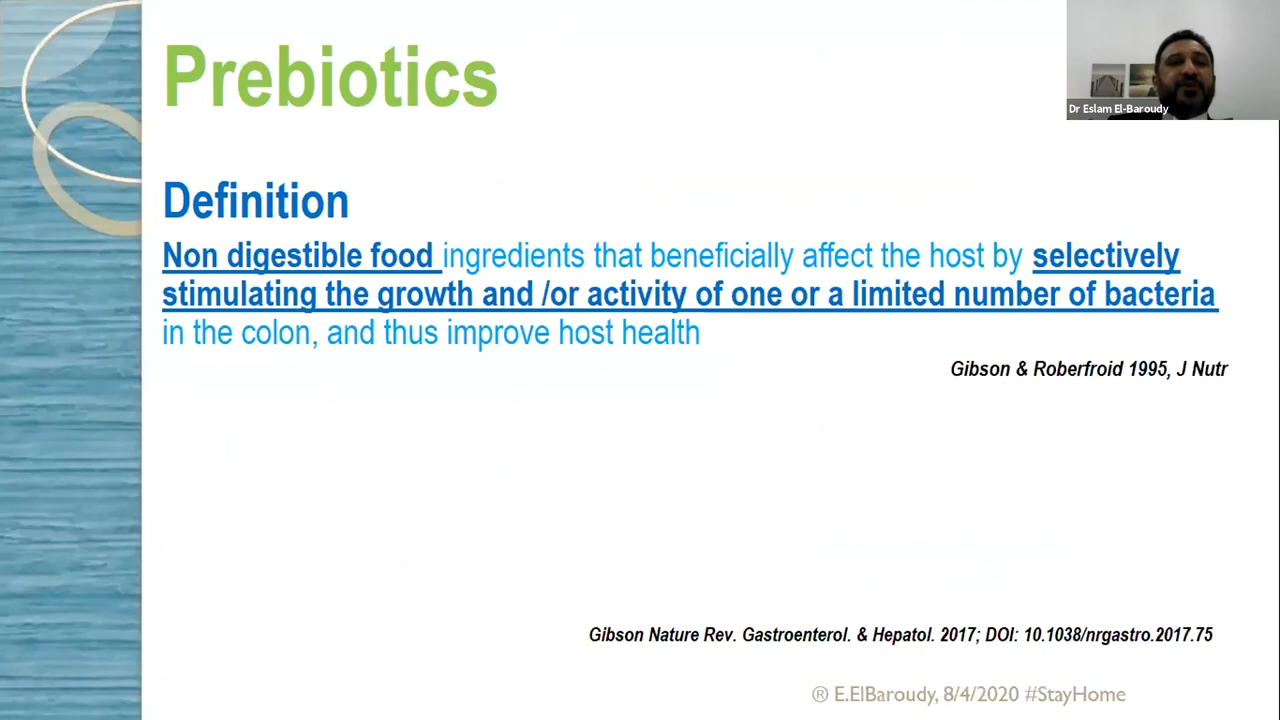 Prebiotics
Dr Eslam El-Baroudy
Definition
Non digestible food ingredients that beneficially affect the host by selectively
stimulating the growth and /or activity of one or a limited number of bacteria
in the colon, and thus improve host health
Gibson & Roberfroid 1995, J Nutr
Gibson Nature Rev. Gastroenterol. & Hepatol. 2017; DOI: 10.1038/nrgastro.2017.75
® E.ElBaroudy, 8/4/2020 #StayHome